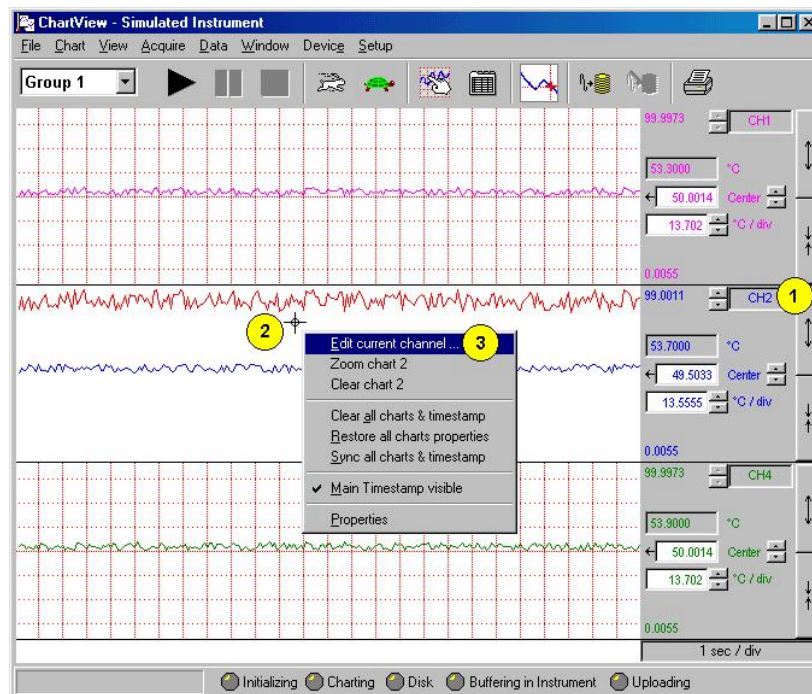 ChartView - Simulated Instrument
File Chart View Acquire Data Window Device Setup
Group 1
99.9973 CH1
53.3000 °C
50.0014 Center
13.702 °C / div
0.0055
99.0011 CH2 1
53.7000 °C
49.5033 Center
13.5555 °C / div
0.0055
2
Edit current channel ... 3
Zoom chart 2
Clear chart 2
Clear all charts & timestamp
Restore all charts properties
Sync all charts & timestamp
Main Timestamp visible
Properties
99.9973 CH4
53.9000 °C
50.0014 Center
13.702 °C / div
0.0055
1 sec / div
Initializing Charting Disk Buffering in Instrument Uploading